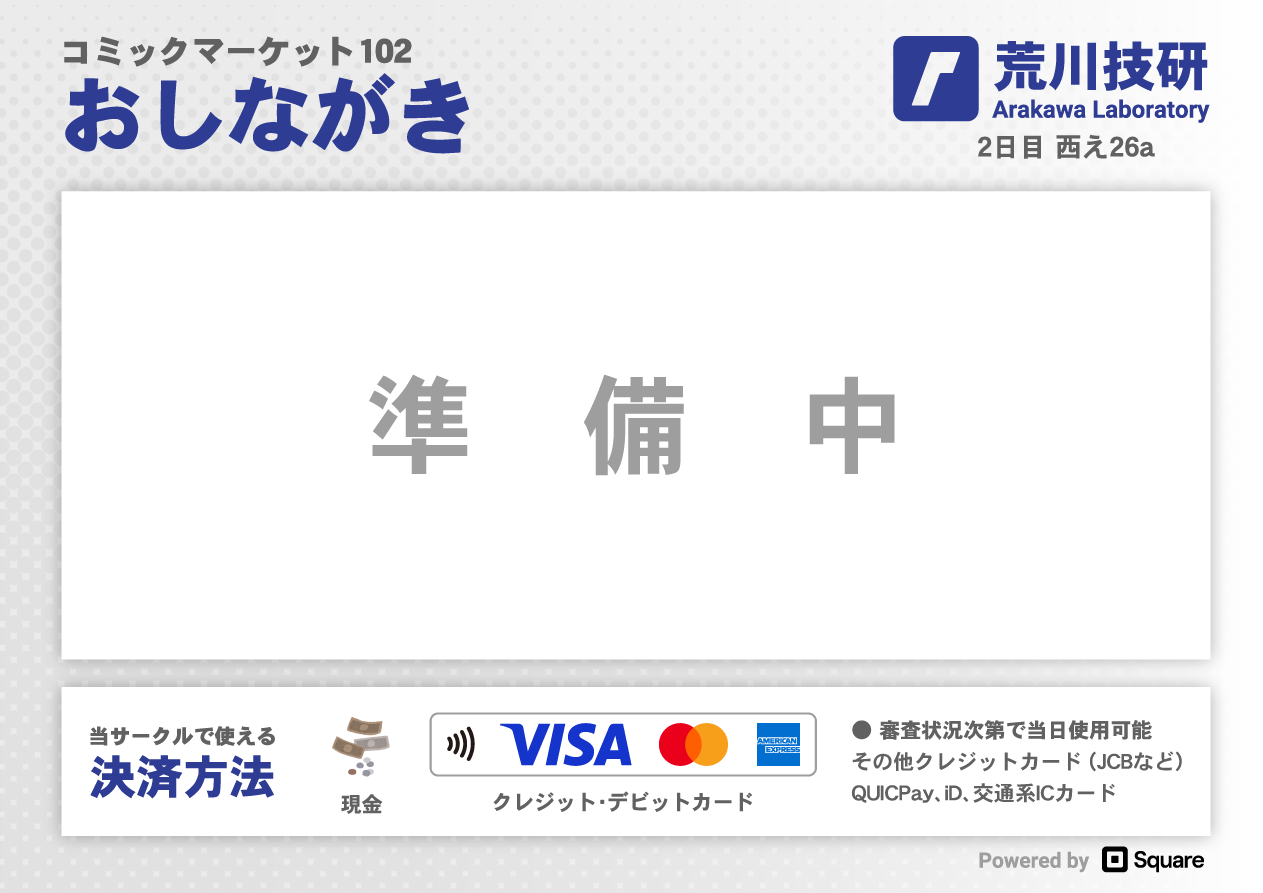 コミックマーケット102
おしながき
荒川技研
Arakawa Laboratory
2日目 西え26a
準 備 中
当サークルで使える
決済方法
現金
VISA
AMERICAN
EXPRESS
クレジット・デビットカード
● 審査状況次第で当日使用可能
その他クレジットカード（JCBなど）
QUICPay、iD、交通系ICカード
Powered by Square